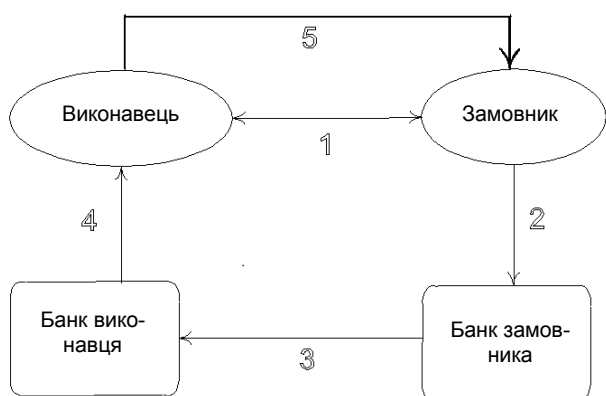 5
Виконавець
Замовник
1
4
2
Банк вико-
навця
Банк замов-
ника
3